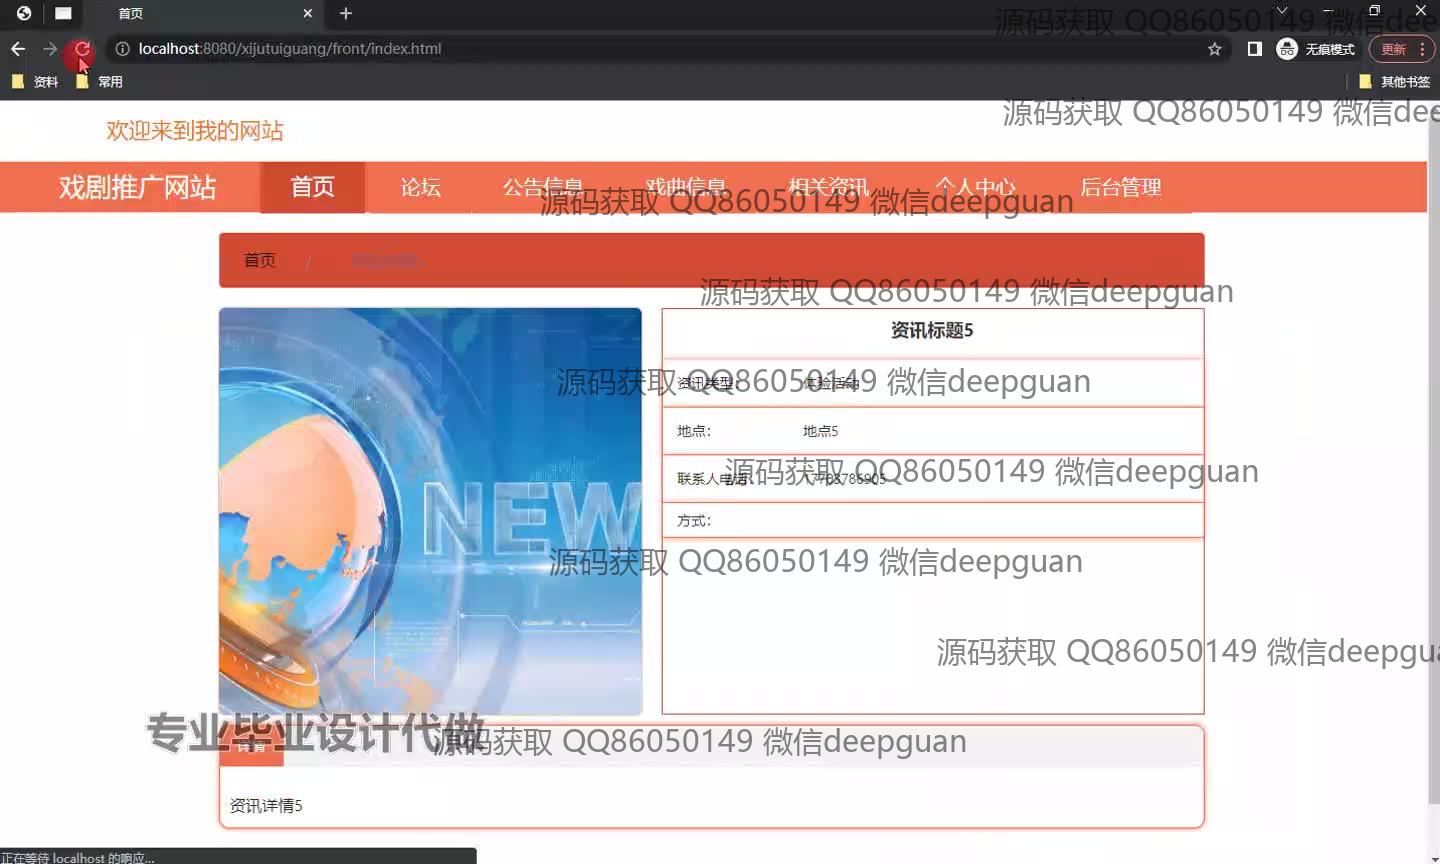 首页
源码获取 QQ86050149 微信dee
localhost:8080/xijutuiguang/front/index.html
无痕模式
更新
资料
常用
其他书签
源码获取 QQ86050149 微信dee
欢迎来到我的网站
戏剧推广网站
首页
论坛
公告信息
戏曲信息
相关资讯
个人中心
后台管理
源码获取 QQ86050149 微信deepguan
首页 /
源码获取 QQ86050149 微信deepguan
资讯标题5
资讯类型:
体验活动
源码获取 QQ86050149 微信deepguan
地点:
地点5
联系人电话:
17703786905
源码获取 QQ86050149 微信deepguan
方式:
NEW
源码获取 QQ86050149 微信deepguan
源码获取 QQ86050149 微信deepgua
专业毕业设计代做
源码获取 QQ86050149 微信deepguan
详情
资讯详情5
正在等待 localhost 的响应...